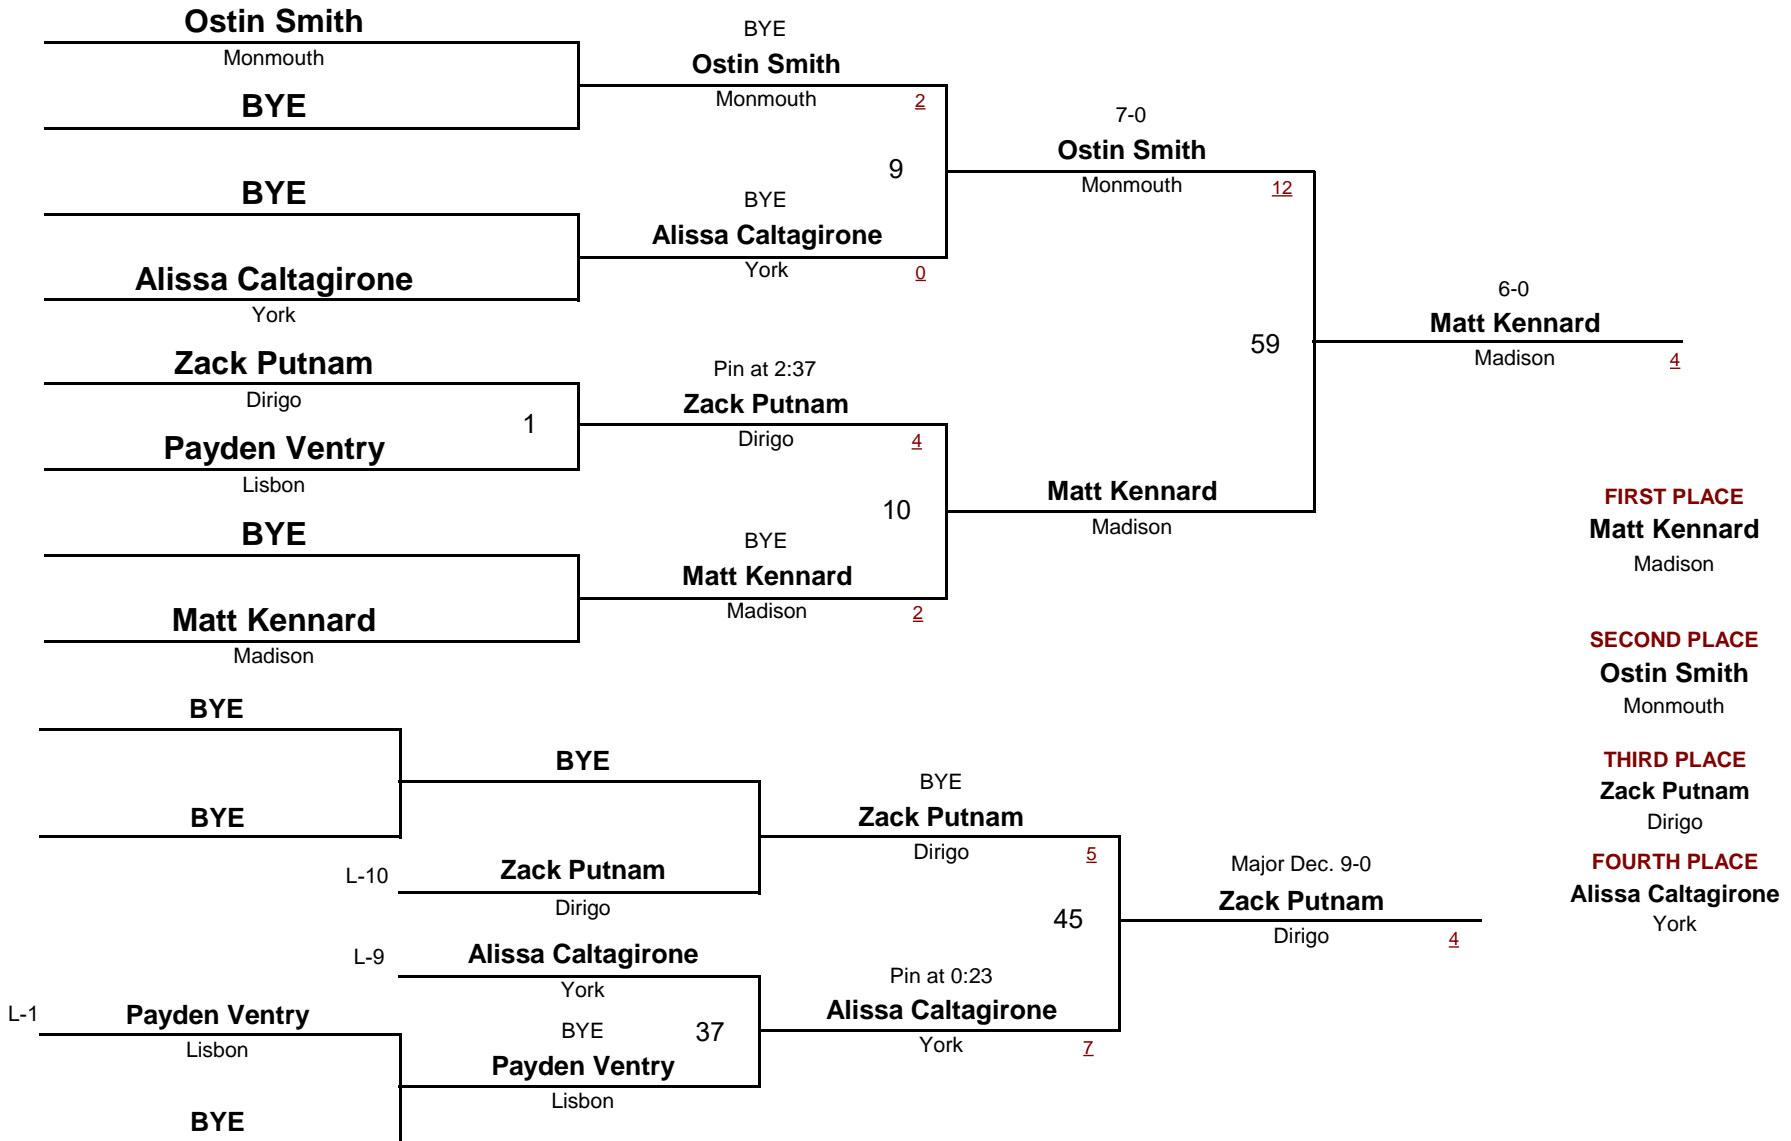 Ostin Smith
Monmouth
BYE
BYE
Alissa Caltagirone
York
Zack Putnam
Dirigo
1
Payden Ventry
Lisbon
BYE
Matt Kennard
Madison
BYE
Ostin Smith
Monmouth 2
9
BYE
Alissa Caltagirone
York 0
Pin at 2:37
Zack Putnam
Dirigo 4
10
BYE
Matt Kennard
Madison 2
7-0
Ostin Smith
Monmouth 12
59
Matt Kennard
Madison
6-0
Matt Kennard
Madison 4
FIRST PLACE
Matt Kennard
Madison
SECOND PLACE
Ostin Smith
Monmouth
THIRD PLACE
Zack Putnam
Dirigo
FOURTH PLACE
Alissa Caltagirone
York
BYE
BYE
L-1 Payden Ventry
Lisbon
BYE
BYE
L-10 Zack Putnam
Dirigo
L-9 Alissa Caltagirone
York
BYE 37
Payden Ventry
Lisbon
BYE
Zack Putnam
Dirigo 5
45
Pin at 0:23
Alissa Caltagirone
York 7
Major Dec. 9-0
Zack Putnam
Dirigo 4